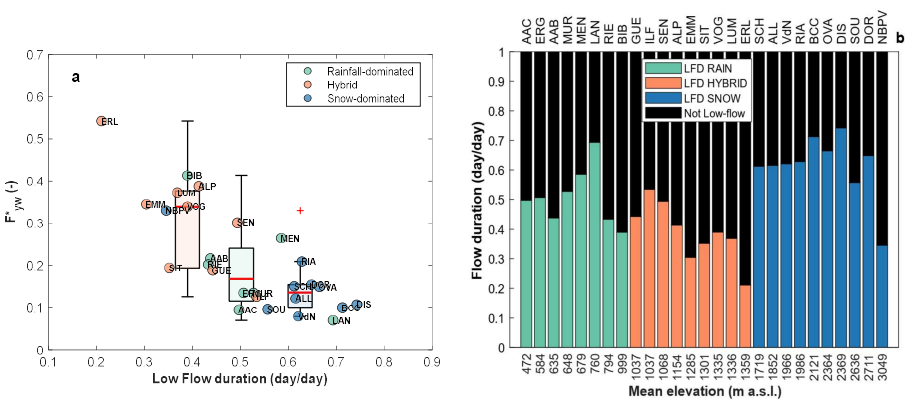 a
0.7
0.6
0.5
0.4
0.3
0.2
0.1
0
F*yw (-)
0.1 0.2 0.3 0.4 0.5 0.6 0.7 0.8 0.9
Low Flow duration (day/day)
Rainfall-dominated
Hybrid
Snow-dominated
ERL
BIB
ALP
LUM
EMM
NBPV
VOG
SEN
MEN
AAB
RIE
GUE
SIT
RIA
SCH
DOR
OVA
ALL
ERG
MUR
ILF
AAC
SOU
VdN
LAN
BCC
DIS
b
AAC ERG AAB MUR MEN LAN RIE BIB GUE ILF SEN ALP EMM SIT VOG LUM ERL SCH ALL VdN RIA BCC OVA DIS SOU DOR NBPV
1
0.9
0.8
0.7
0.6
0.5
0.4
0.3
0.2
0.1
0
Flow duration (day/day)
LFD RAIN
LFD HYBRID
LFD SNOW
Not Low-flow
472 584 635 648 679 760 794 999 1037 1037 1068 1154 1285 1301 1335 1336 1359 1719 1852 1966 1986 2121 2364 2369 2636 2711 3049
Mean elevation (m a.s.l.)